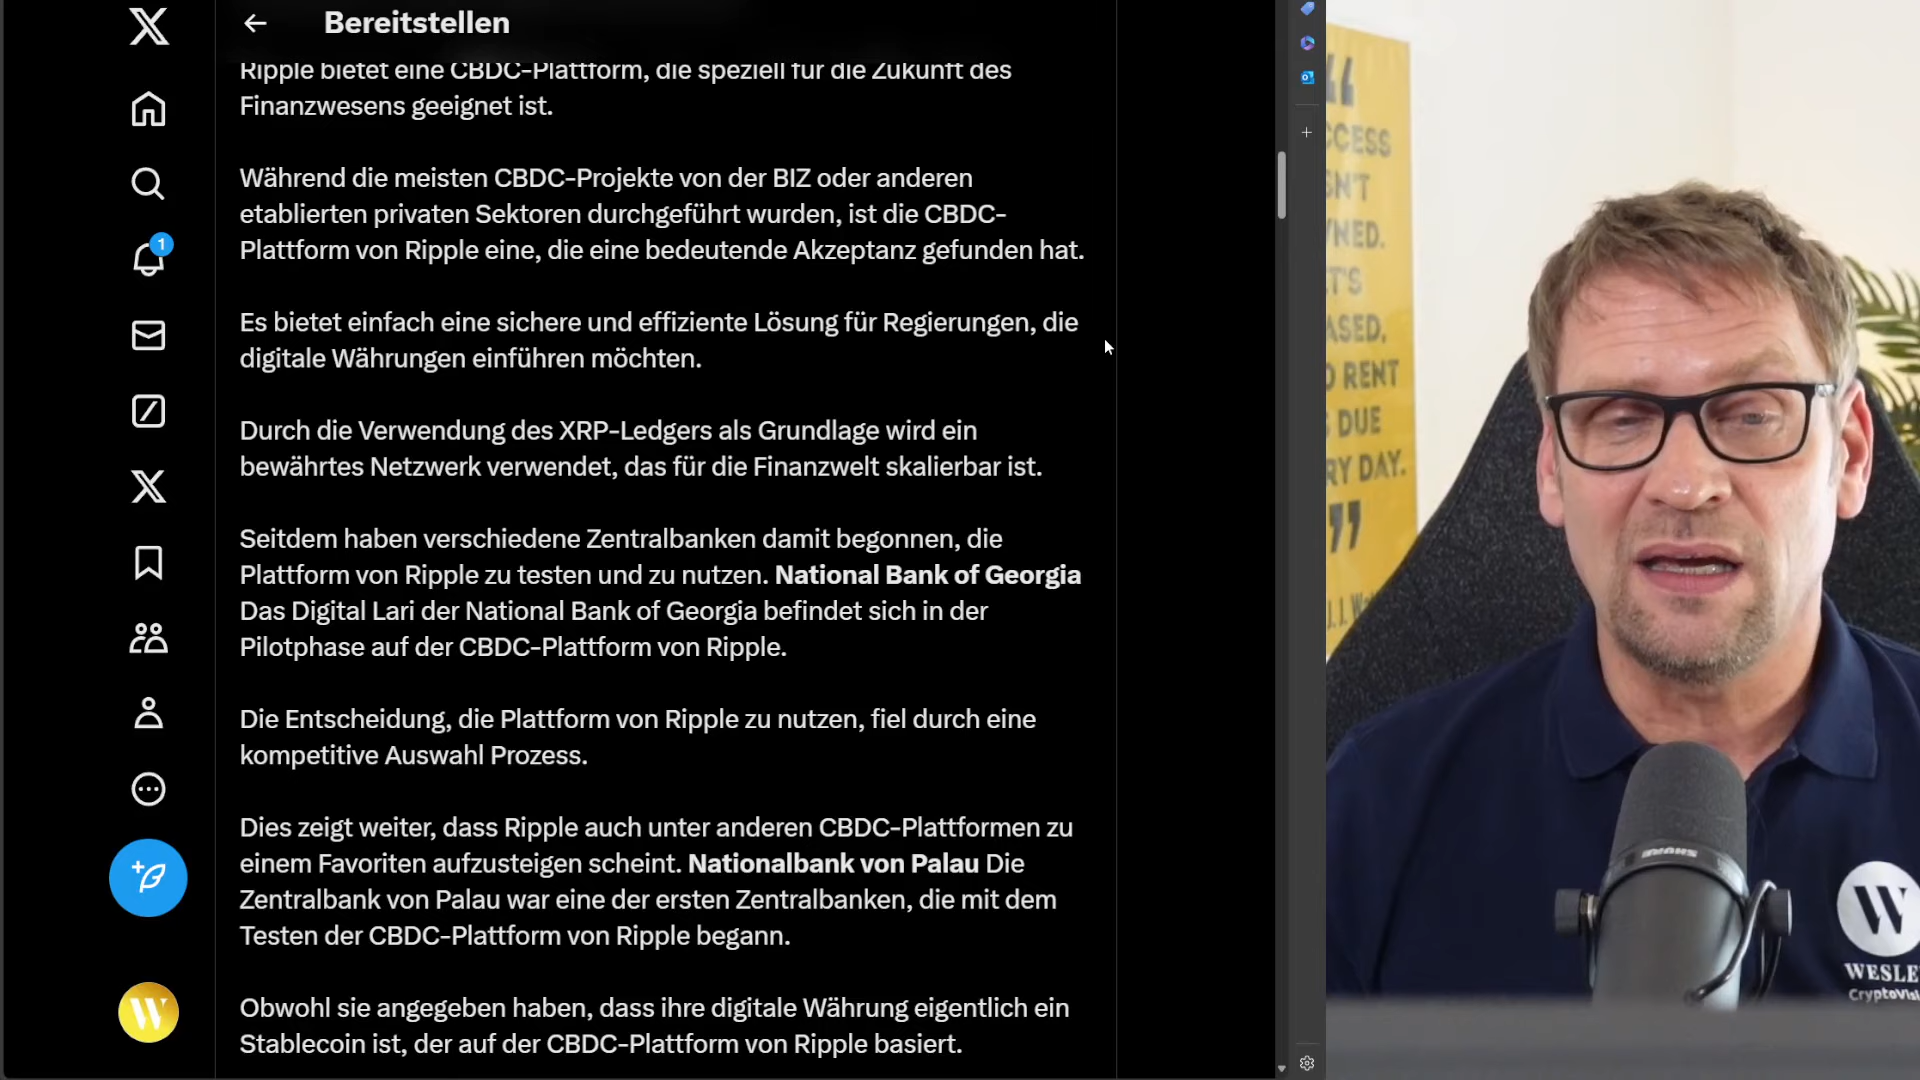 Bereitstellen
Ripple bietet eine CBDC-Plattform, die speziell für die Zukunft des
Finanzwesens geeignet ist.
Während die meisten CBDC-Projekte von der BIZ oder anderen
etablierten privaten Sektoren durchgeführt wurden, ist die CBDC-
Plattform von Ripple eine, die eine bedeutende Akzeptanz gefunden hat.
Es bietet einfach eine sichere und effiziente Lösung für Regierungen, die
digitale Währungen einführen möchten.
Durch die Verwendung des XRP-Ledgers als Grundlage wird ein
bewährtes Netzwerk verwendet, das für die Finanzwelt skalierbar ist.
Seitdem haben verschiedene Zentralbanken damit begonnen, die
Plattform von Ripple zu testen und zu nutzen. National Bank of Georgia
Das Digital Lari der National Bank of Georgia befindet sich in der
Pilotphase auf der CBDC-Plattform von Ripple.
Die Entscheidung, die Plattform von Ripple zu nutzen, fiel durch eine
kompetitive Auswahl Prozess.
Dies zeigt weiter, dass Ripple auch unter anderen CBDC-Plattformen zu
einem Favoriten aufzusteigen scheint. Nationalbank von Palau Die
Zentralbank von Palau war eine der ersten Zentralbanken, die mit dem
Testen der CBDC-Plattform von Ripple begann.
Obwohl sie angegeben haben, dass ihre digitale Währung eigentlich ein
Stablecoin ist, der auf der CBDC-Plattform von Ripple basiert.
1
W
“
CCESS
N'T
NED.
T'S
ASED,
D RENT
S DUE
RY DAY.
”
SHURE
W
WESLE
CryptoVis